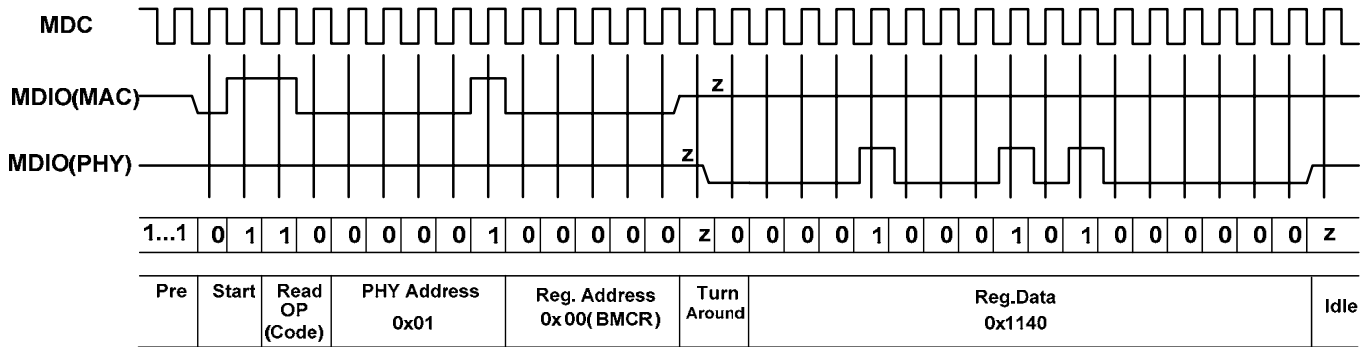 MDC
MDIO(MAC)
z
MDIO(PHY)
z
1...1 0 1 1 0 0 0 0 0 1 0 0 0 0 0 z 0 0 0 0 1 0 0 0 1 0 1 0 0 0 0 0 0 z
Pre
Start
Read
OP
(Code)
PHY Address
0x01
Reg. Address
0x00(BMCR)
Turn
Around
Reg.Data
0x1140
Idle